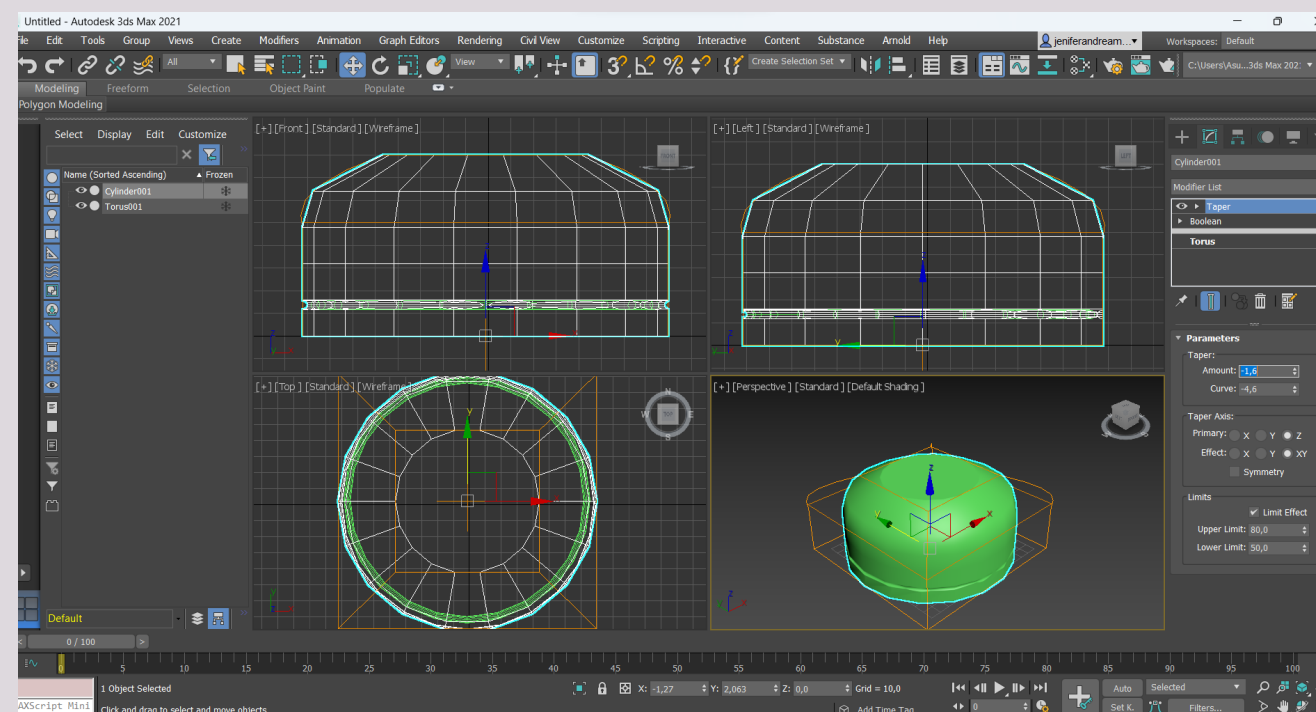 Untitled - Autodesk 3ds Max 2021
File Edit Tools Group Views Create Modifiers Animation Graph Editors Rendering Civil View Customize Scripting Interactive Content Substance Arnold Help jeniferandream... Workspaces: Default
All View Create Selection Set C:\Users\Asu...3ds Max 202:
Modeling Freeform Selection Object Paint Populate
Polygon Modeling
Select Display Edit Customize
Name (Sorted Ascending) Frozen
Cylinder001
Torus001
Default
[+] [Front] [Standard] [Wireframe]
[+] [Left] [Standard] [Wireframe]
[+] [Top] [Standard] [Wireframe]
[+] [Perspective] [Standard] [Default Shading]
N
W TOP E
S
Cylinder001
Modifier List
Taper
Boolean
Torus
Parameters
Taper:
Amount: -1,6
Curve: -4,6
Taper Axis:
Primary: X Y Z
Effect: X Y XY
Symmetry
Limits
Limit Effect
Upper Limit: 80,0
Lower Limit: 50,0
0 / 100
0 5 10 15 20 25 30 35 40 45 50 55 60 65 70 75 80 85 90 95 100
1 Object Selected X: -1,27 Y: 2,063 Z: 0,0 Grid = 10,0 Auto Selected
AXScript Mini Click and drag to select and move objects Add Time Tag 0 Set K. Filters...